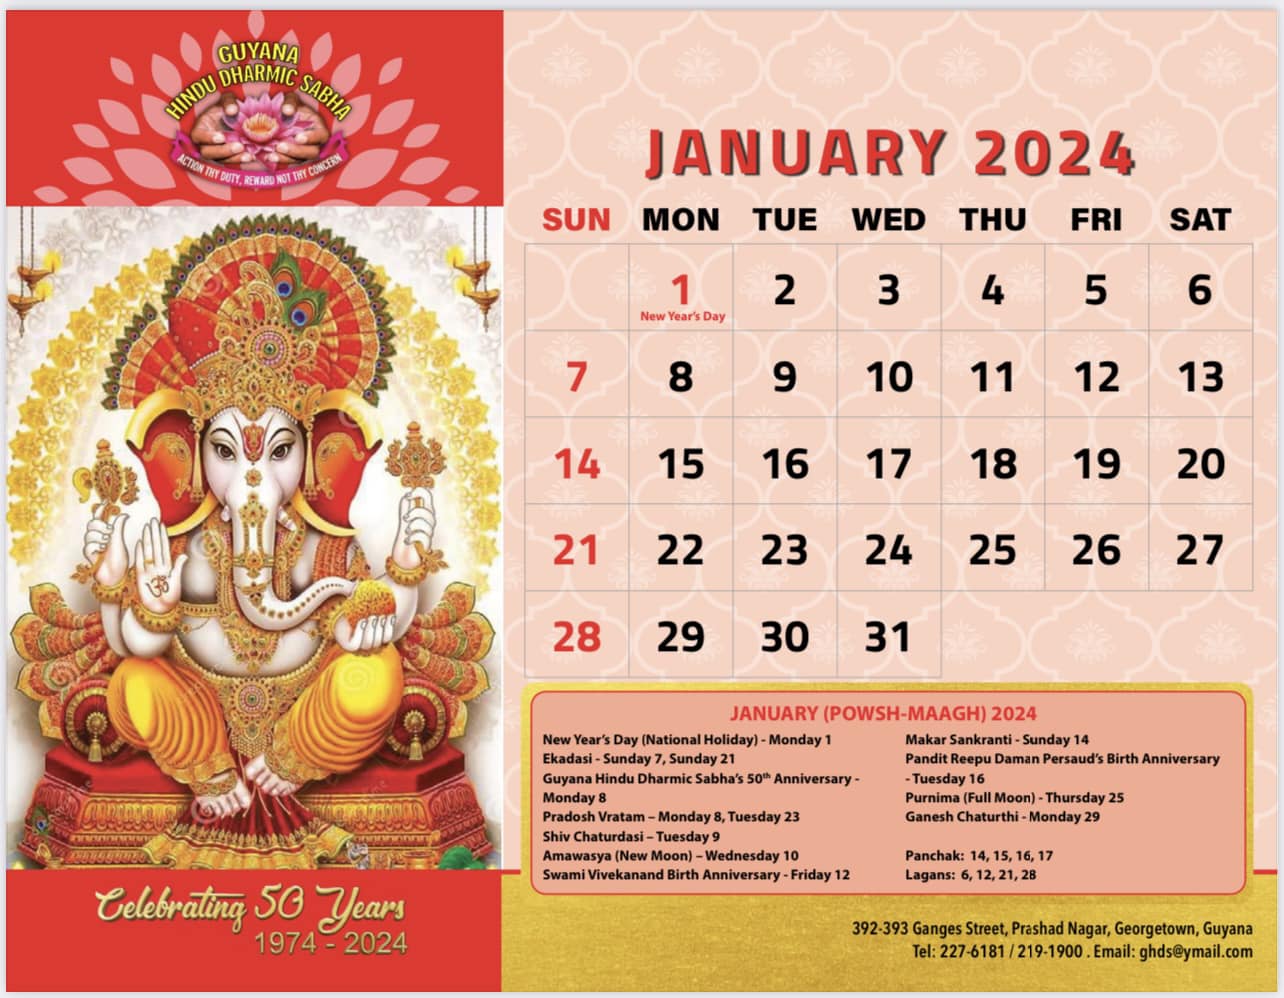 GUYANA
HINDU DHARMIC SABHA
ACTION THY DUTY, REWARD NOT THY CONCERN
JANUARY 2024
SUN MON TUE WED THU FRI SAT
1 2 3 4 5 6
New Year's Day
7 8 9 10 11 12 13
14 15 16 17 18 19 20
21 22 23 24 25 26 27
28 29 30 31
ॐ
JANUARY (POWSH-MAAGH) 2024
New Year's Day (National Holiday) - Monday 1
Ekadasi - Sunday 7, Sunday 21
Guyana Hindu Dharmic Sabha's 50th Anniversary -
Monday 8
Pradosh Vratam – Monday 8, Tuesday 23
Shiv Chaturdasi – Tuesday 9
Amawasya (New Moon) – Wednesday 10
Swami Vivekanand Birth Anniversary - Friday 12
Makar Sankranti - Sunday 14
Pandit Reepu Daman Persaud's Birth Anniversary
- Tuesday 16
Purnima (Full Moon) - Thursday 25
Ganesh Chaturthi - Monday 29
Panchak: 14, 15, 16, 17
Lagans: 6, 12, 21, 28
Celebrating 50 Years
1974 - 2024
392-393 Ganges Street, Prashad Nagar, Georgetown, Guyana
Tel: 227-6181 / 219-1900 . Email: ghds@ymail.com